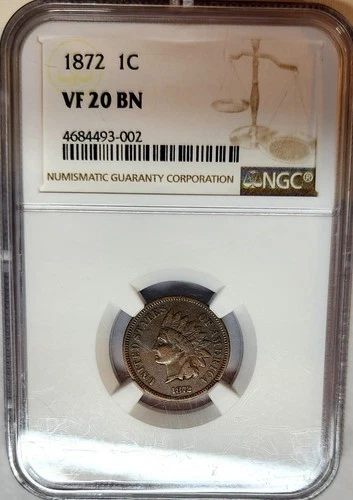 1872 1C
VF 20 BN
4684493-002
NUMISMATIC GUARANTY CORPORATION NGC®
UNITED STATES OF AMERICA
1872